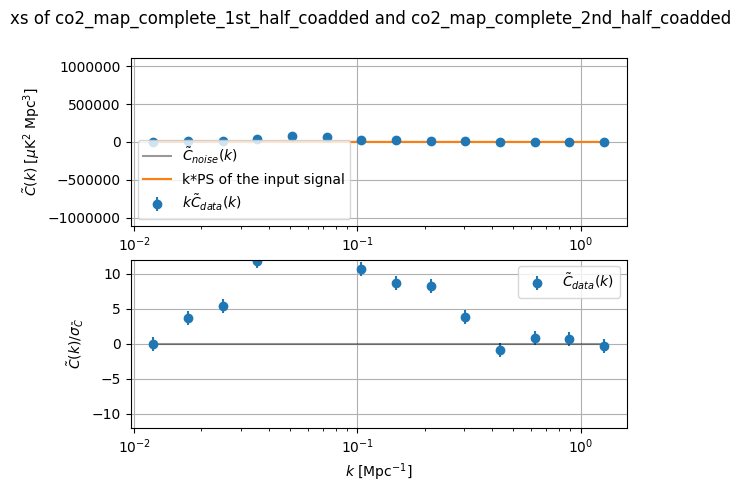 xs of co2_map_complete_1st_half_coadded and co2_map_complete_2nd_half_coadded
1000000
500000
0
−500000
−1000000
C̃(k) [μK² Mpc³]
C̃ₙₒᵢₛₑ(k)
k*PS of the input signal
kC̃_{data}(k)
10⁻²
10⁻¹
10⁰
10
5
0
−5
−10
C̃(k)/σ_C̃
C̃_{data}(k)
10⁻²
10⁻¹
10⁰
k [Mpc⁻¹]